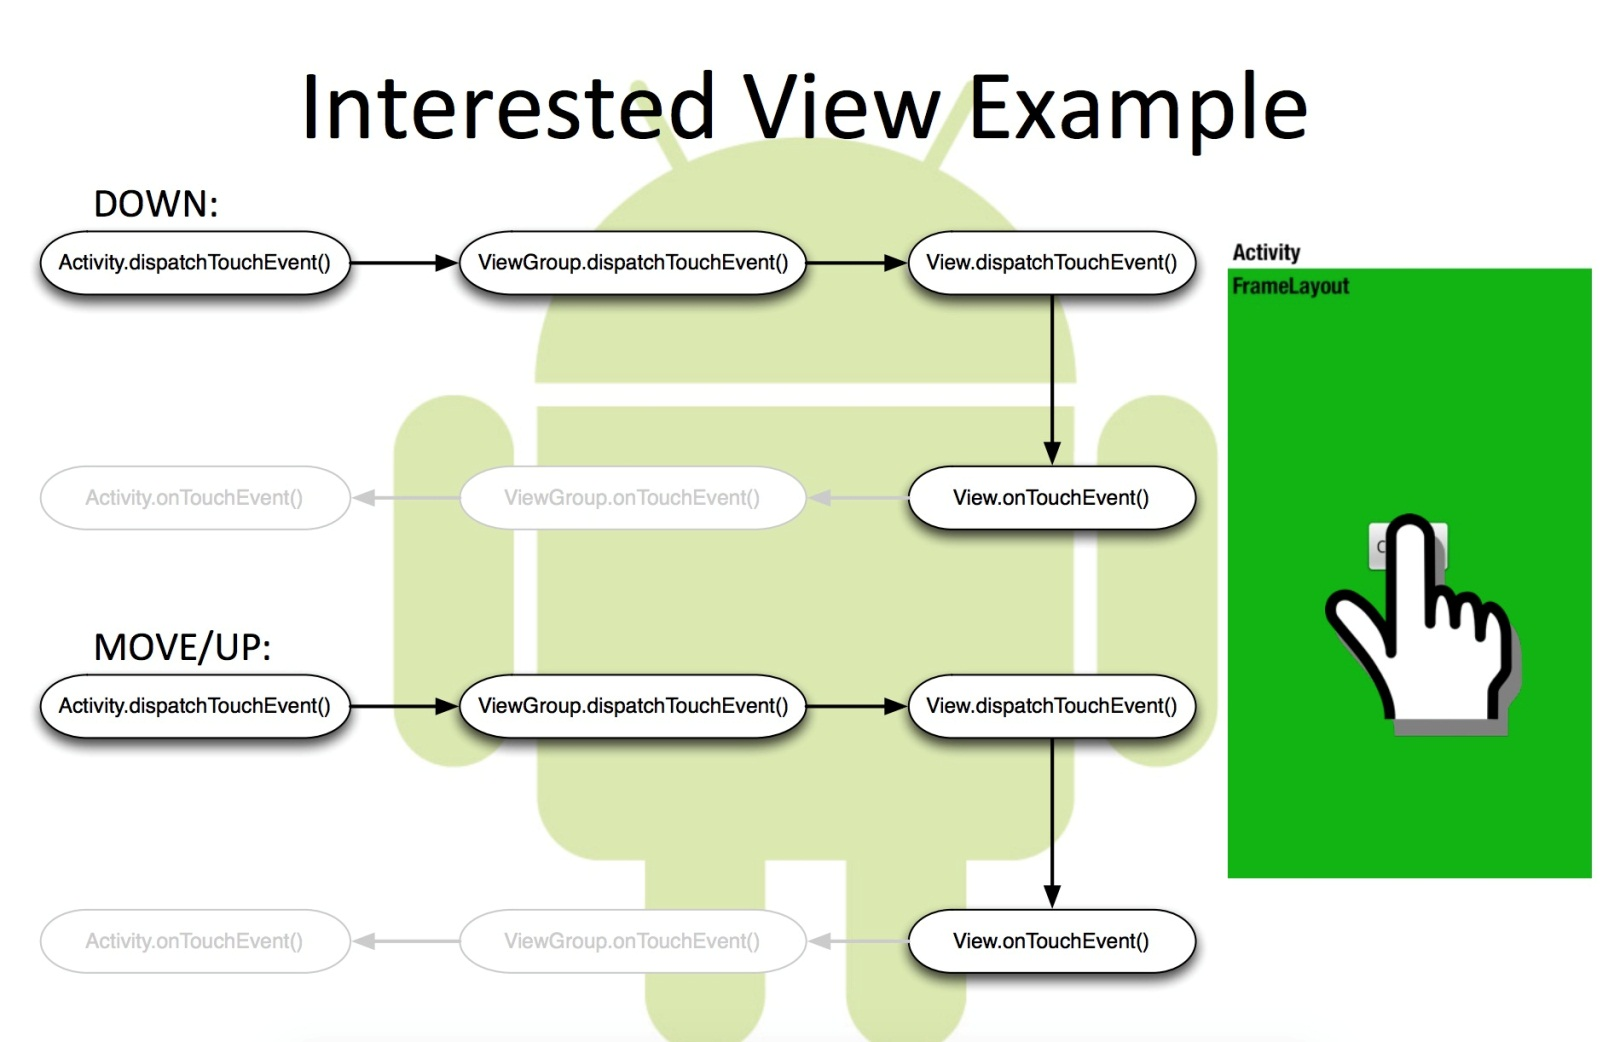 Interested View Example
DOWN:
Activity.dispatchTouchEvent()
ViewGroup.dispatchTouchEvent()
View.dispatchTouchEvent()
Activity
FrameLayout
Activity.onTouchEvent()
ViewGroup.onTouchEvent()
View.onTouchEvent()
MOVE/UP:
Activity.dispatchTouchEvent()
ViewGroup.dispatchTouchEvent()
View.dispatchTouchEvent()
Activity.onTouchEvent()
ViewGroup.onTouchEvent()
View.onTouchEvent()